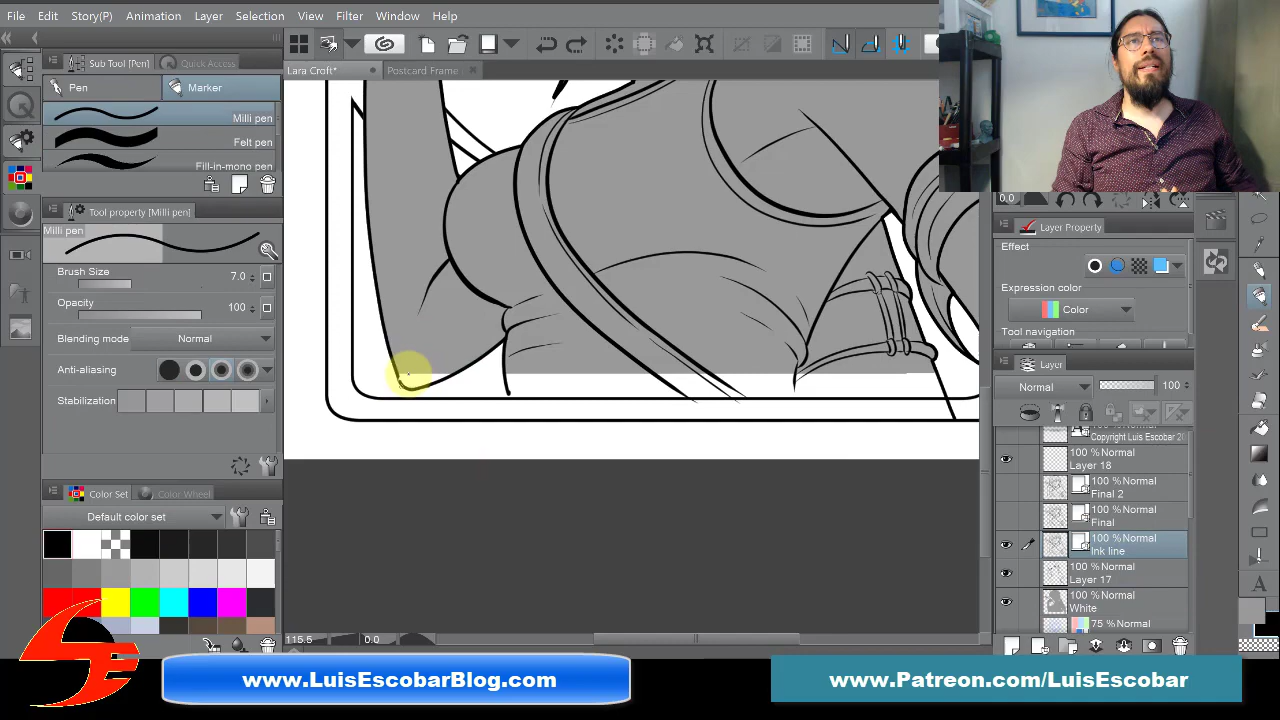 File Edit Story(P) Animation Layer Selection View Filter Window Help
Sub Tool [Pen] Quick Access
Pen Marker
Milli pen
Felt pen
Fill-in-mono pen
Tool property [Milli pen]
Milli pen
Brush Size 7.0
Opacity 100
Blending mode Normal
Anti-aliasing
Stabilization
Color Set Color Wheel
Default color set
Lara Croft* Postcard Frame
115.5 0.0
0.0
Layer Property
Effect
Expression color
Color
Tool navigation
Layer
Normal 100
Copyright Luis Escobar 20
100 %Normal
Layer 18
100 %Normal
Final 2
100 %Normal
Final
100 %Normal
Ink line
100 %Normal
Layer 17
100 %Normal
White
75 %Normal
www.LuisEscobarBlog.com
www.Patreon.com/LuisEscobar